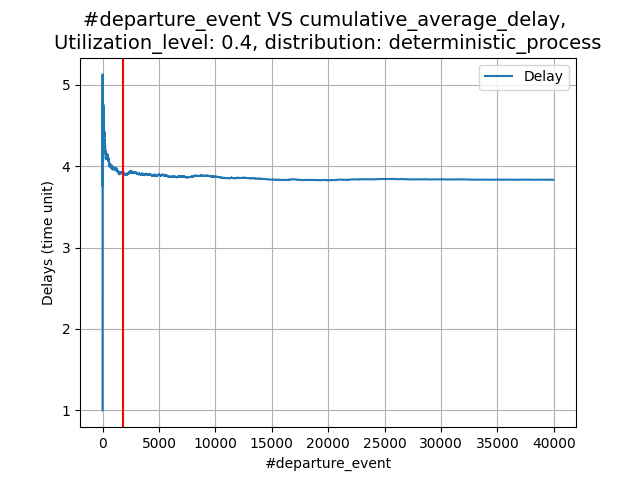 #departure_event VS cumulative_average_delay,
Utilization_level: 0.4, distribution: deterministic_process
Delay
5
4
3
2
1
Delays (time unit)
0 5000 10000 15000 20000 25000 30000 35000 40000
#departure_event